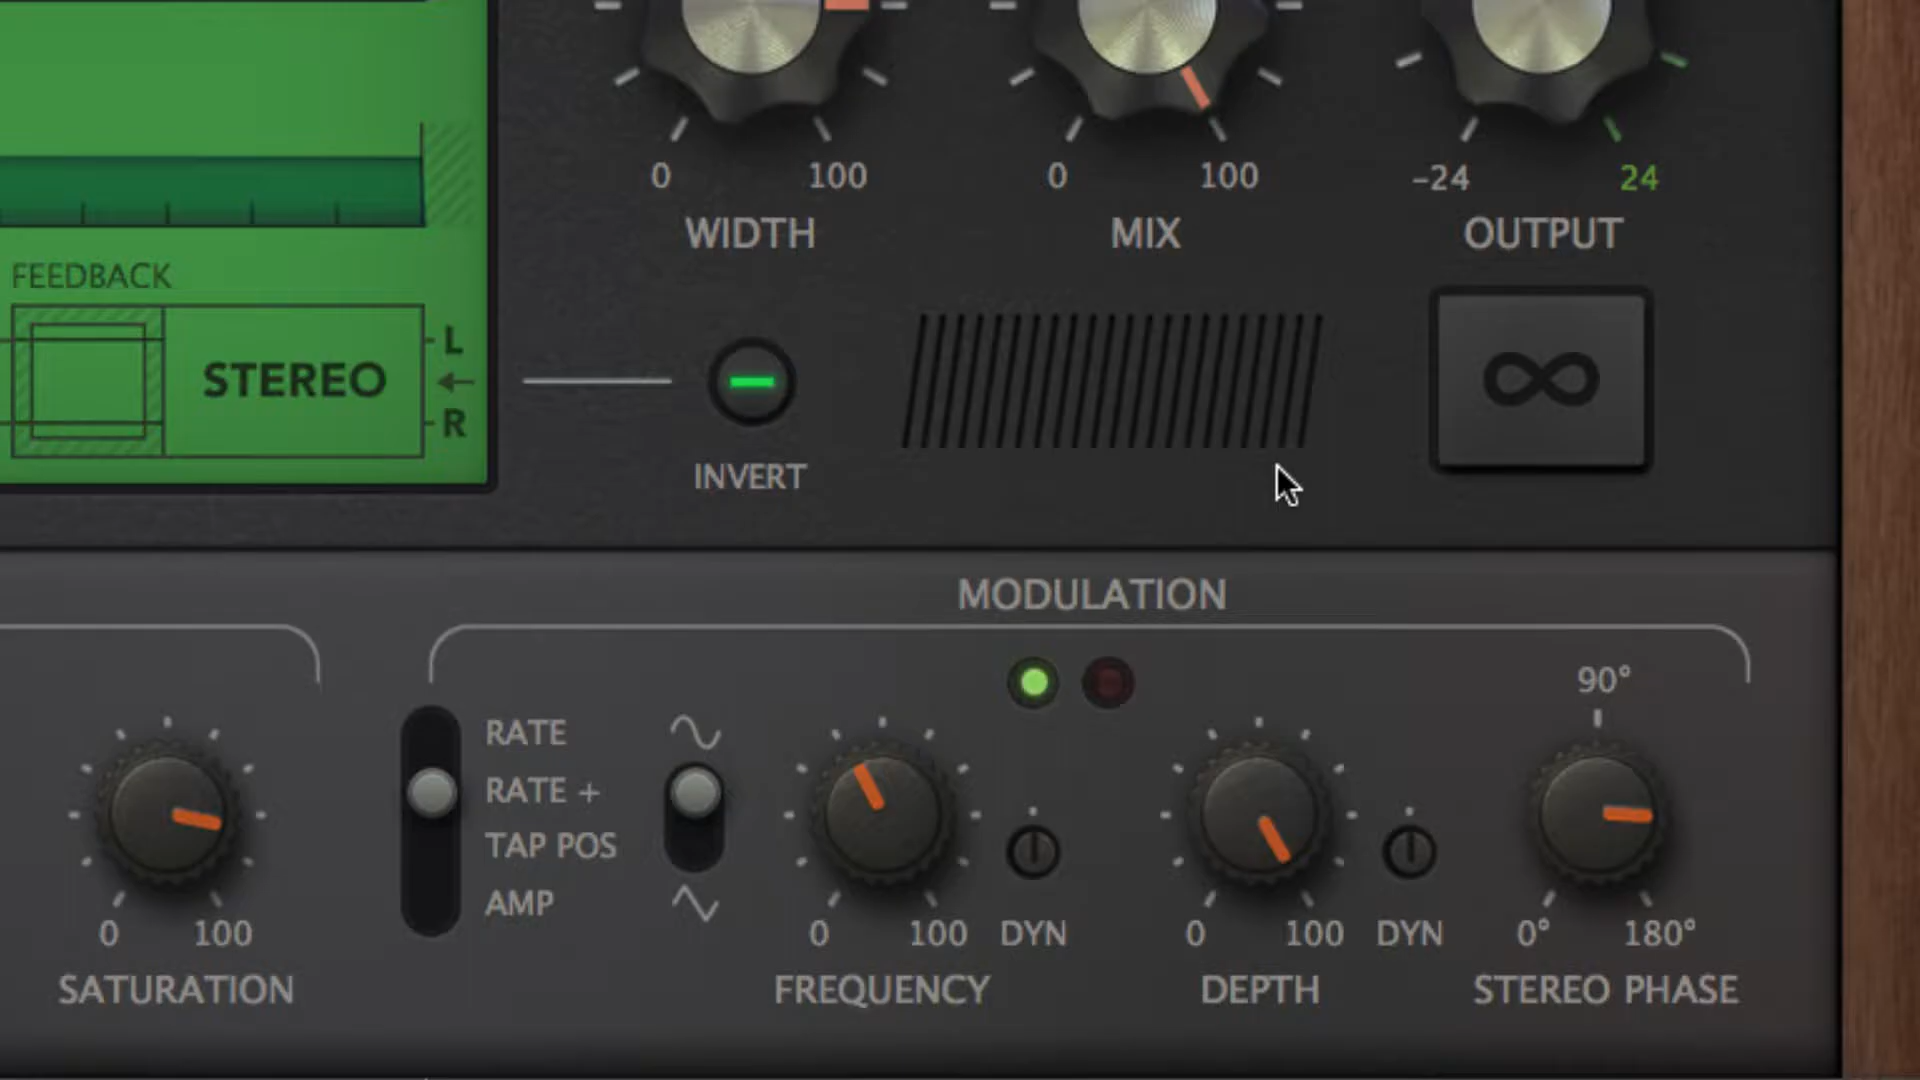 0 100
WIDTH
0 100
MIX
-24 24
OUTPUT
FEEDBACK
STEREO
L
R
INVERT
∞
MODULATION
RATE
RATE +
TAP POS
AMP
0 100
SATURATION
0 100
FREQUENCY
DYN
0 100
DEPTH
DYN
90°
0° 180°
STEREO PHASE